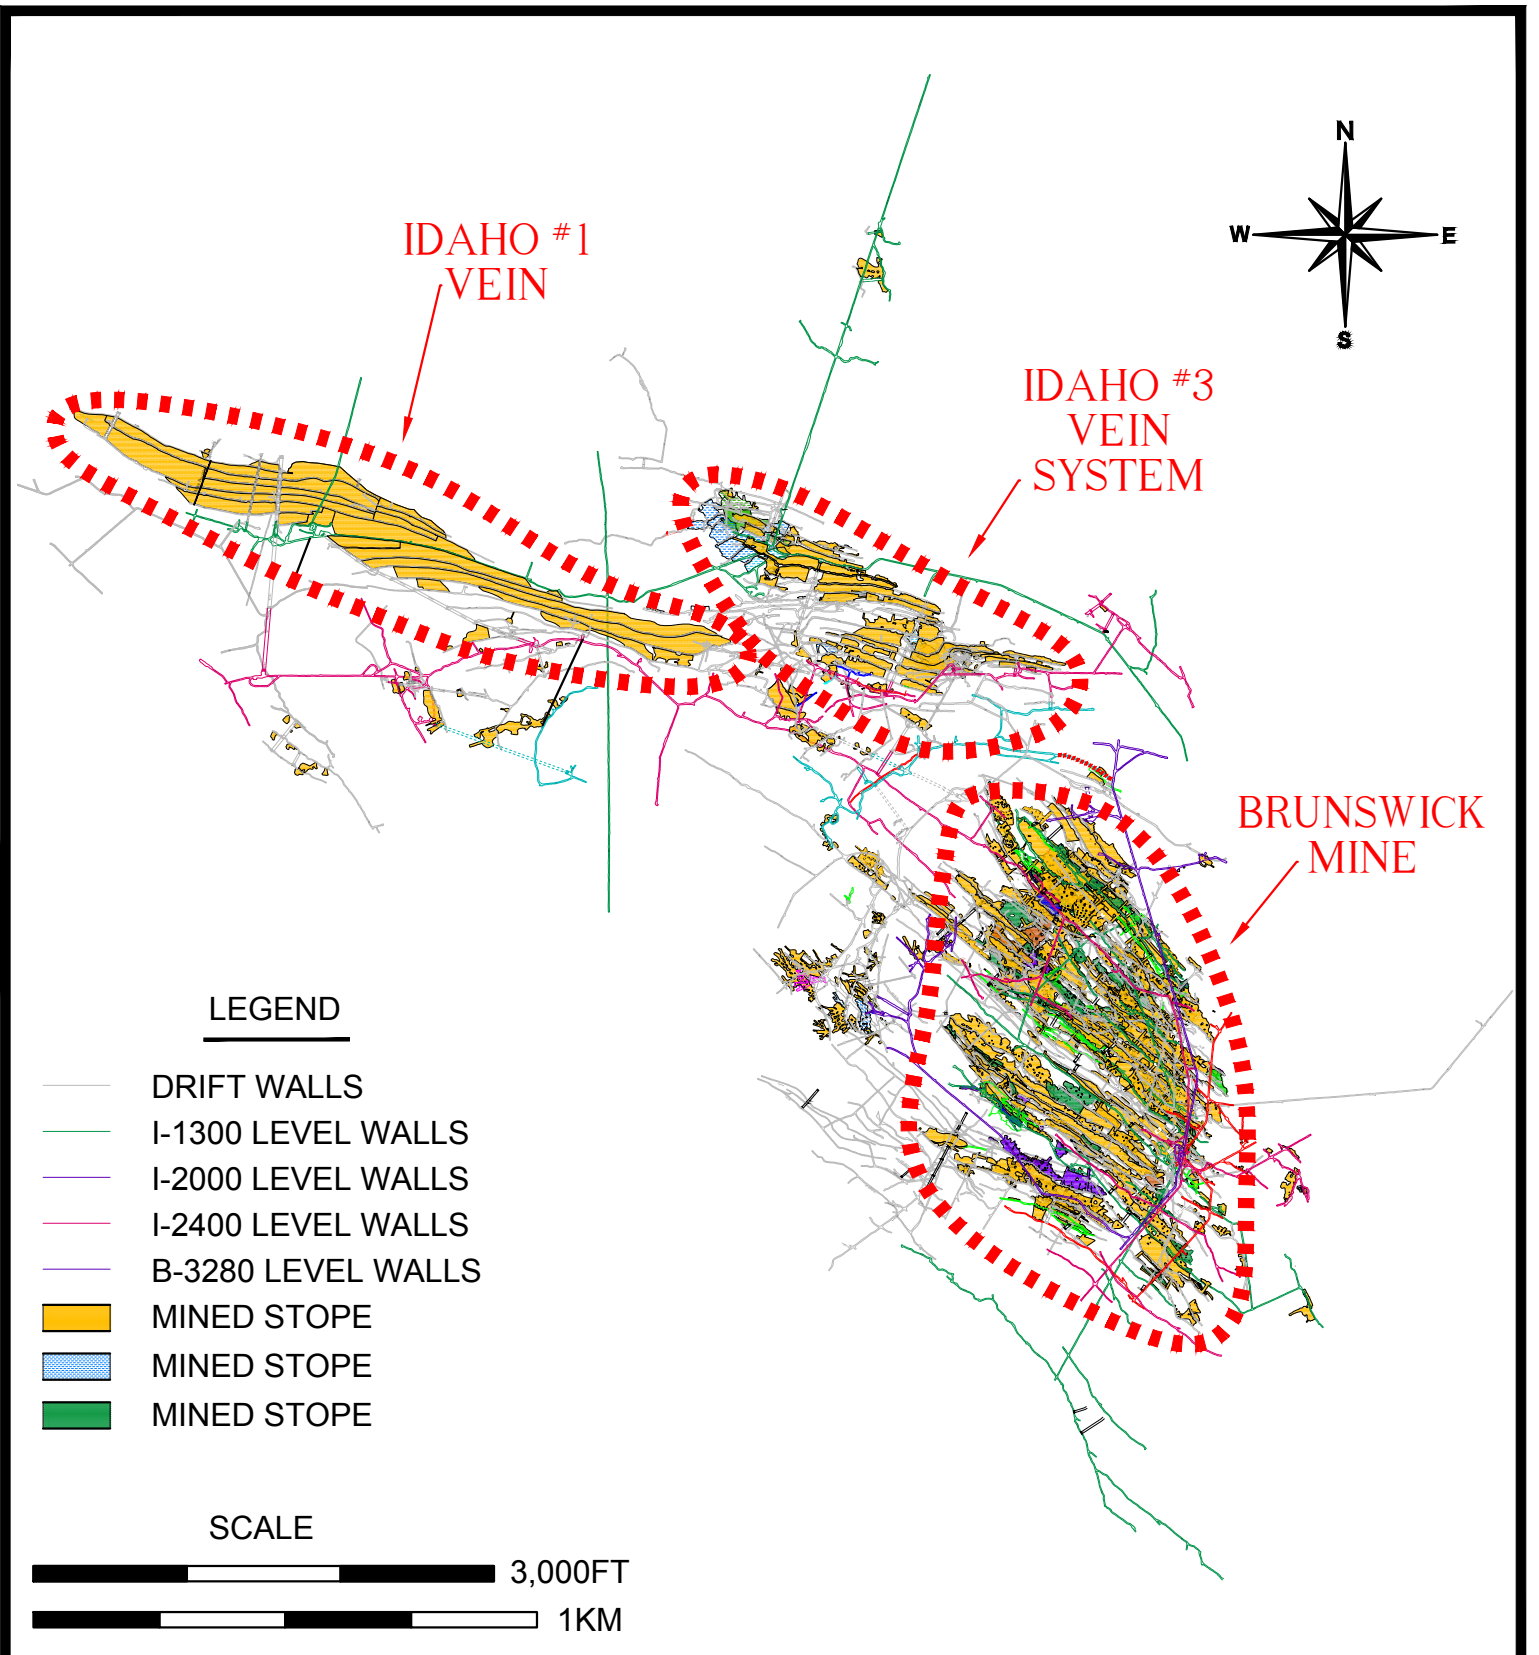 N
W
E
S
IDAHO #1
VEIN
IDAHO #3
VEIN
SYSTEM
BRUNSWICK
MINE
LEGEND
DRIFT WALLS
I-1300 LEVEL WALLS
I-2000 LEVEL WALLS
I-2400 LEVEL WALLS
B-3280 LEVEL WALLS
MINED STOPE
MINED STOPE
MINED STOPE
SCALE
3,000FT
1KM